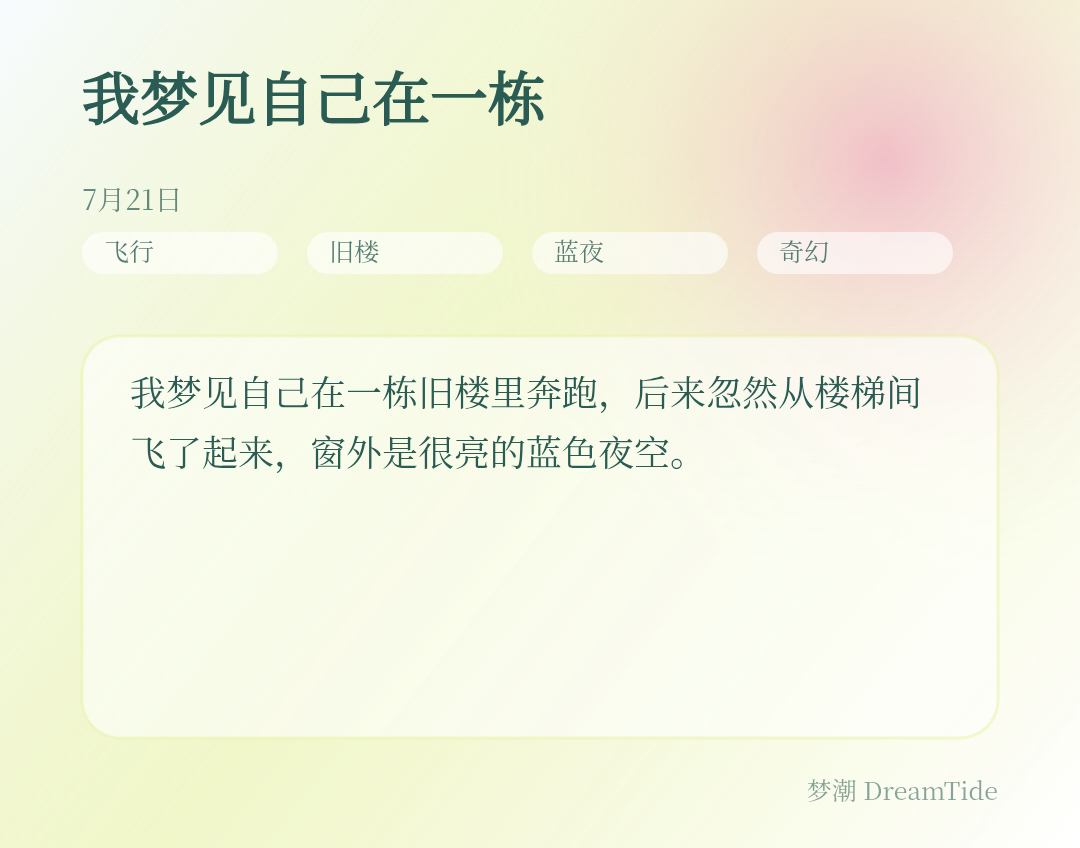 我梦见自己在一栋
7月21日
飞行 旧楼 蓝夜 奇幻
我梦见自己在一栋旧楼里奔跑，后来忽然从楼梯间
飞了起来，窗外是很亮的蓝色夜空。
梦潮 DreamTide